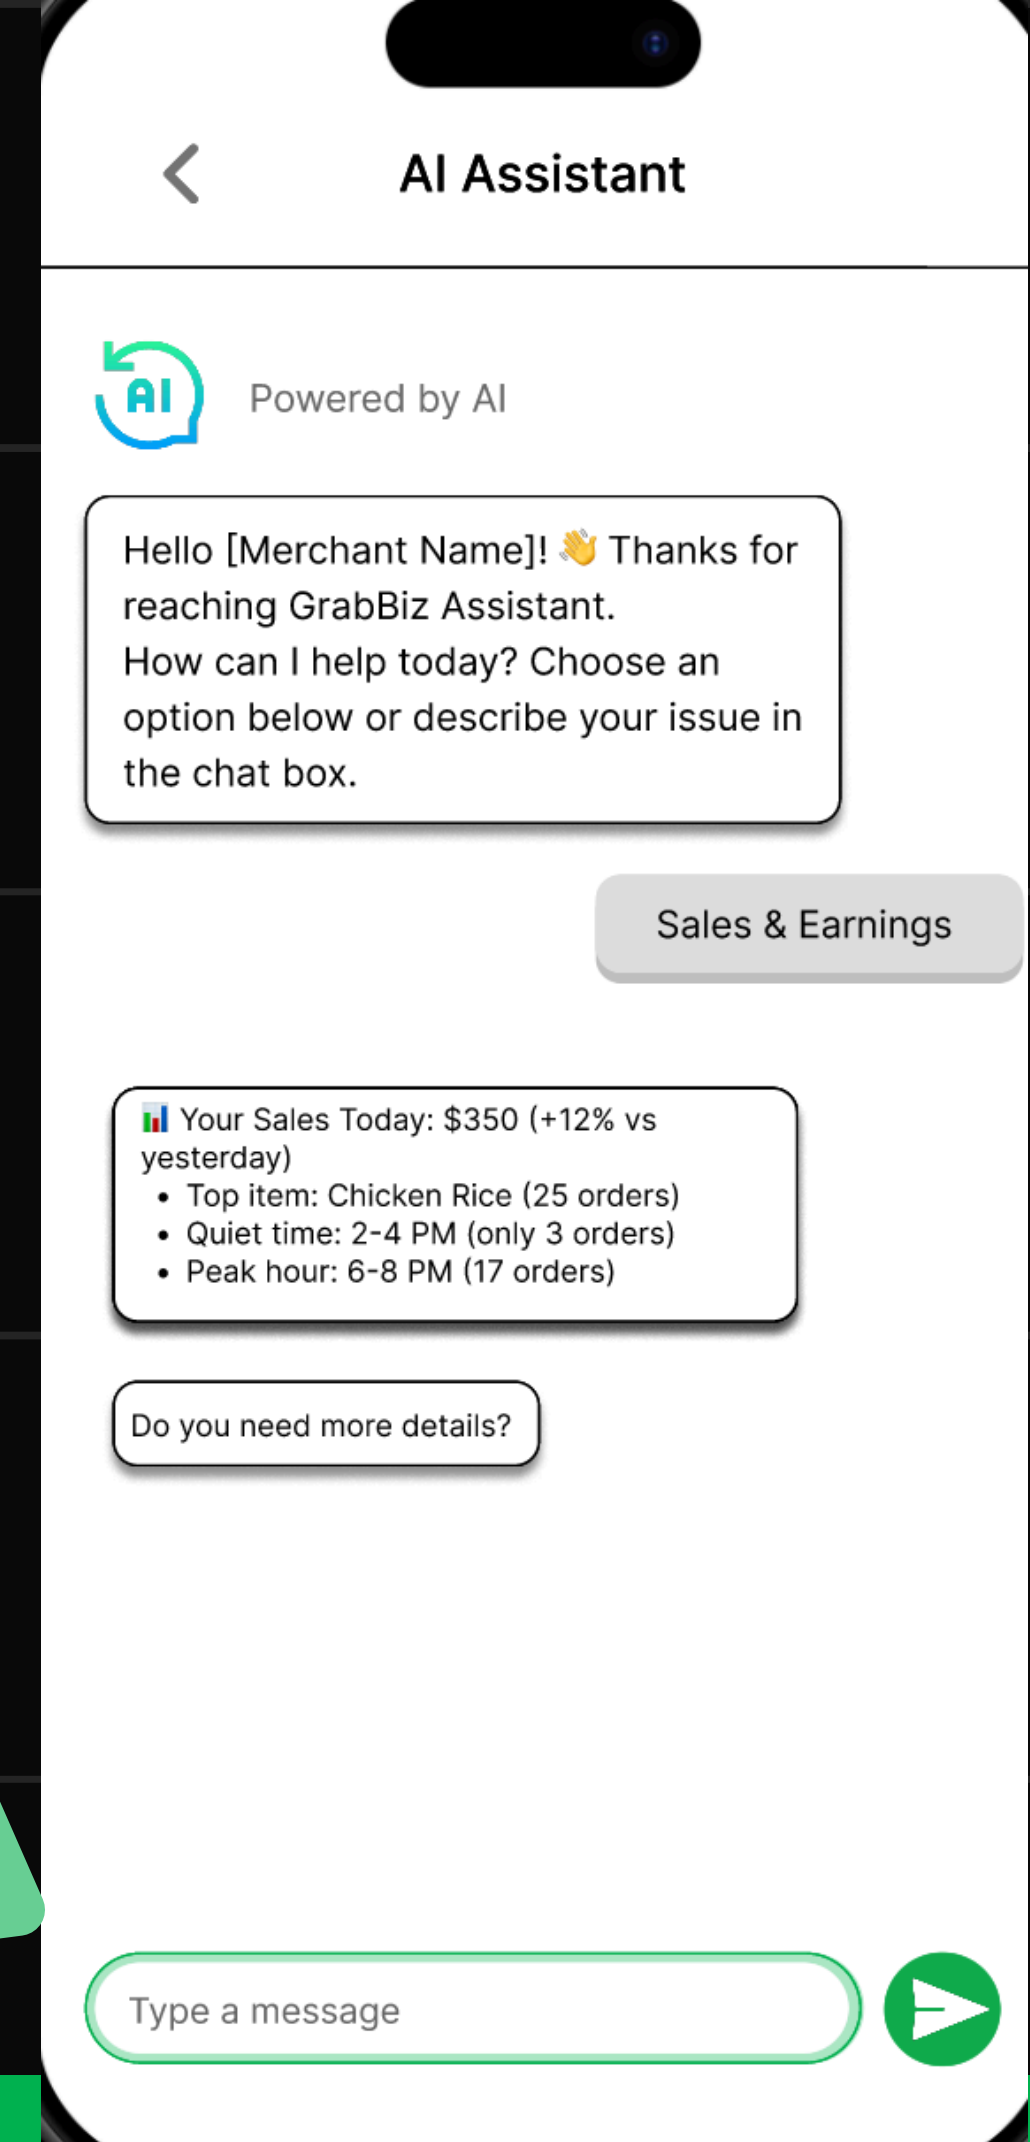 AI Assistant
AI
Powered by AI
Hello [Merchant Name]! 👋 Thanks for
reaching GrabBiz Assistant.
How can I help today? Choose an
option below or describe your issue in
the chat box.
Sales & Earnings
📊 Your Sales Today: $350 (+12% vs
yesterday)
• Top item: Chicken Rice (25 orders)
• Quiet time: 2-4 PM (only 3 orders)
• Peak hour: 6-8 PM (17 orders)
Do you need more details?
Type a message